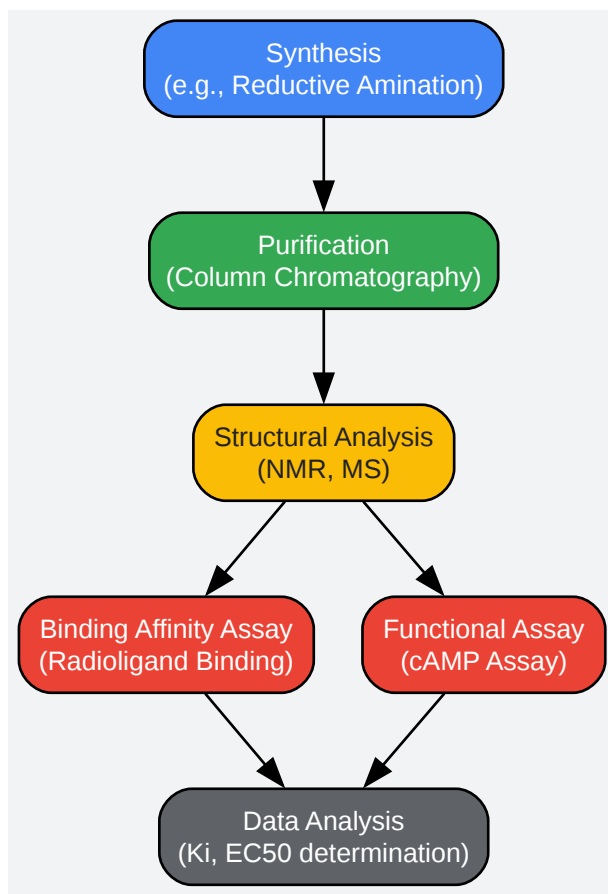 Synthesis
(e.g., Reductive Amination)
Purification
(Column Chromatography)
Structural Analysis
(NMR, MS)
Binding Affinity Assay
(Radioligand Binding)
Functional Assay
(cAMP Assay)
Data Analysis
(Ki, EC50 determination)